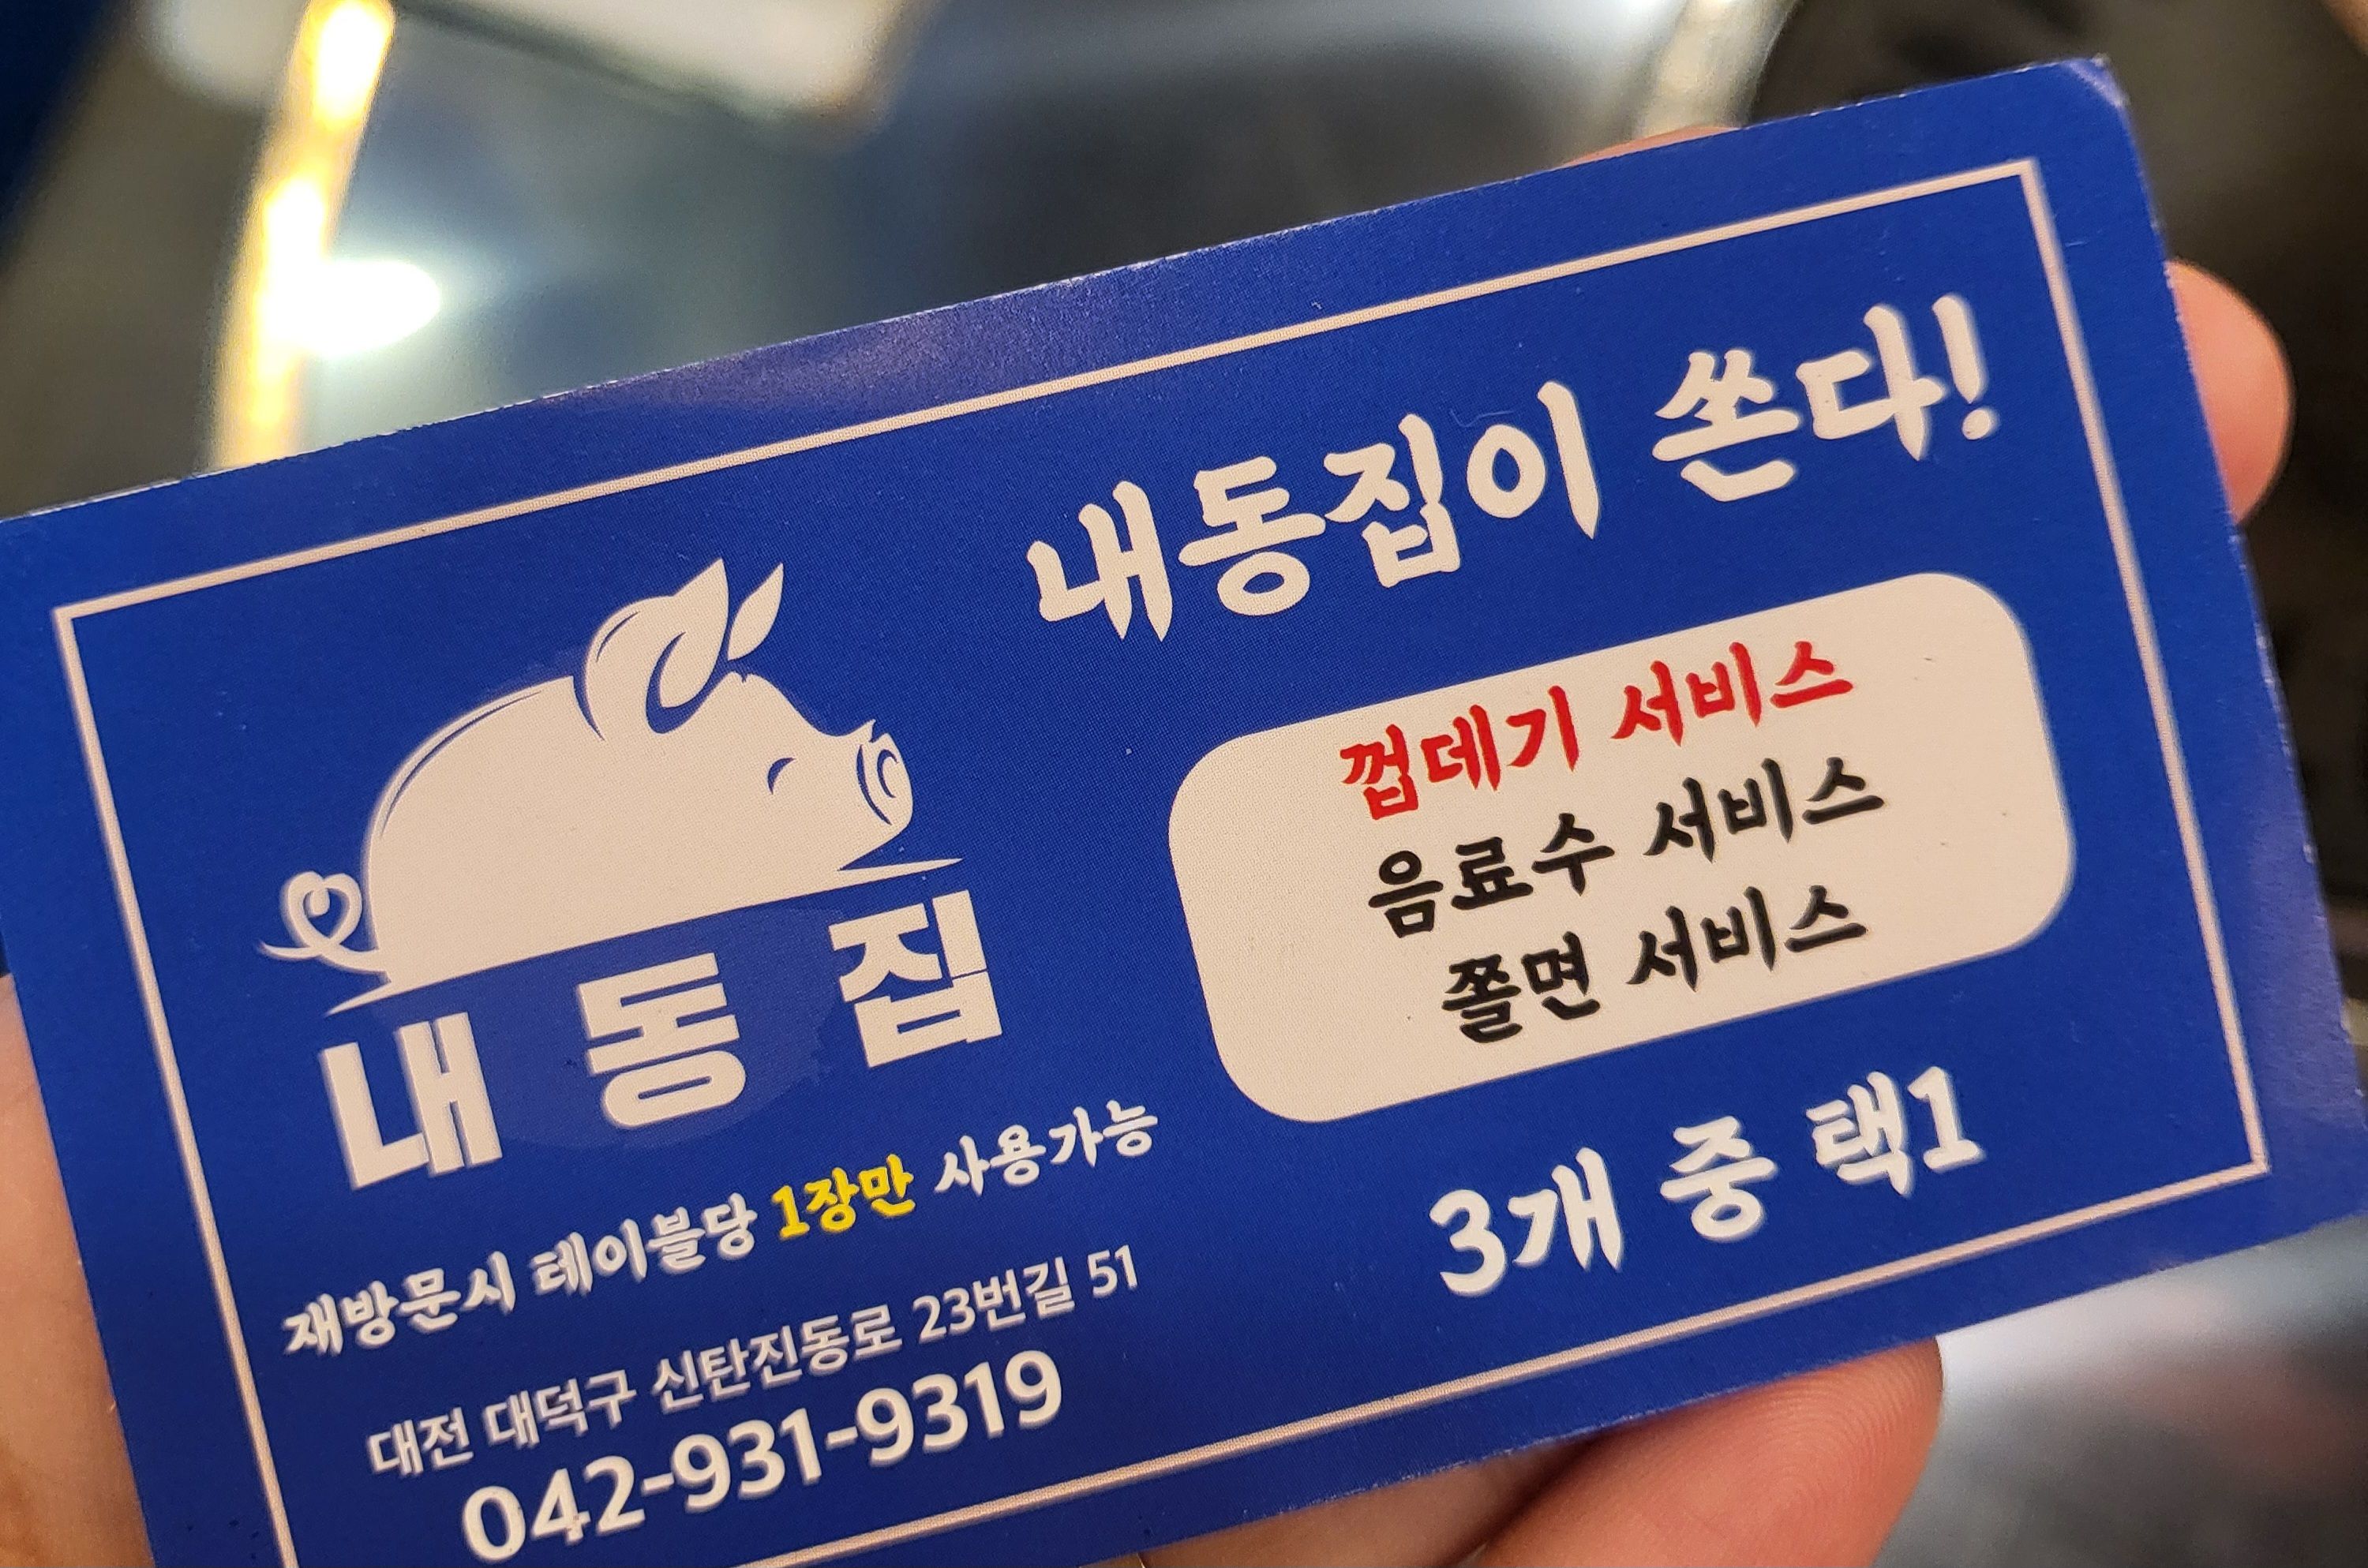 내동집이 쏜다!
껍데기 서비스
음료수 서비스
쫄면 서비스
3개 중 택1
내동집
재방문시 테이블당 1장만 사용가능
대전 대덕구 신탄진동로 23번길 51
042-931-9319